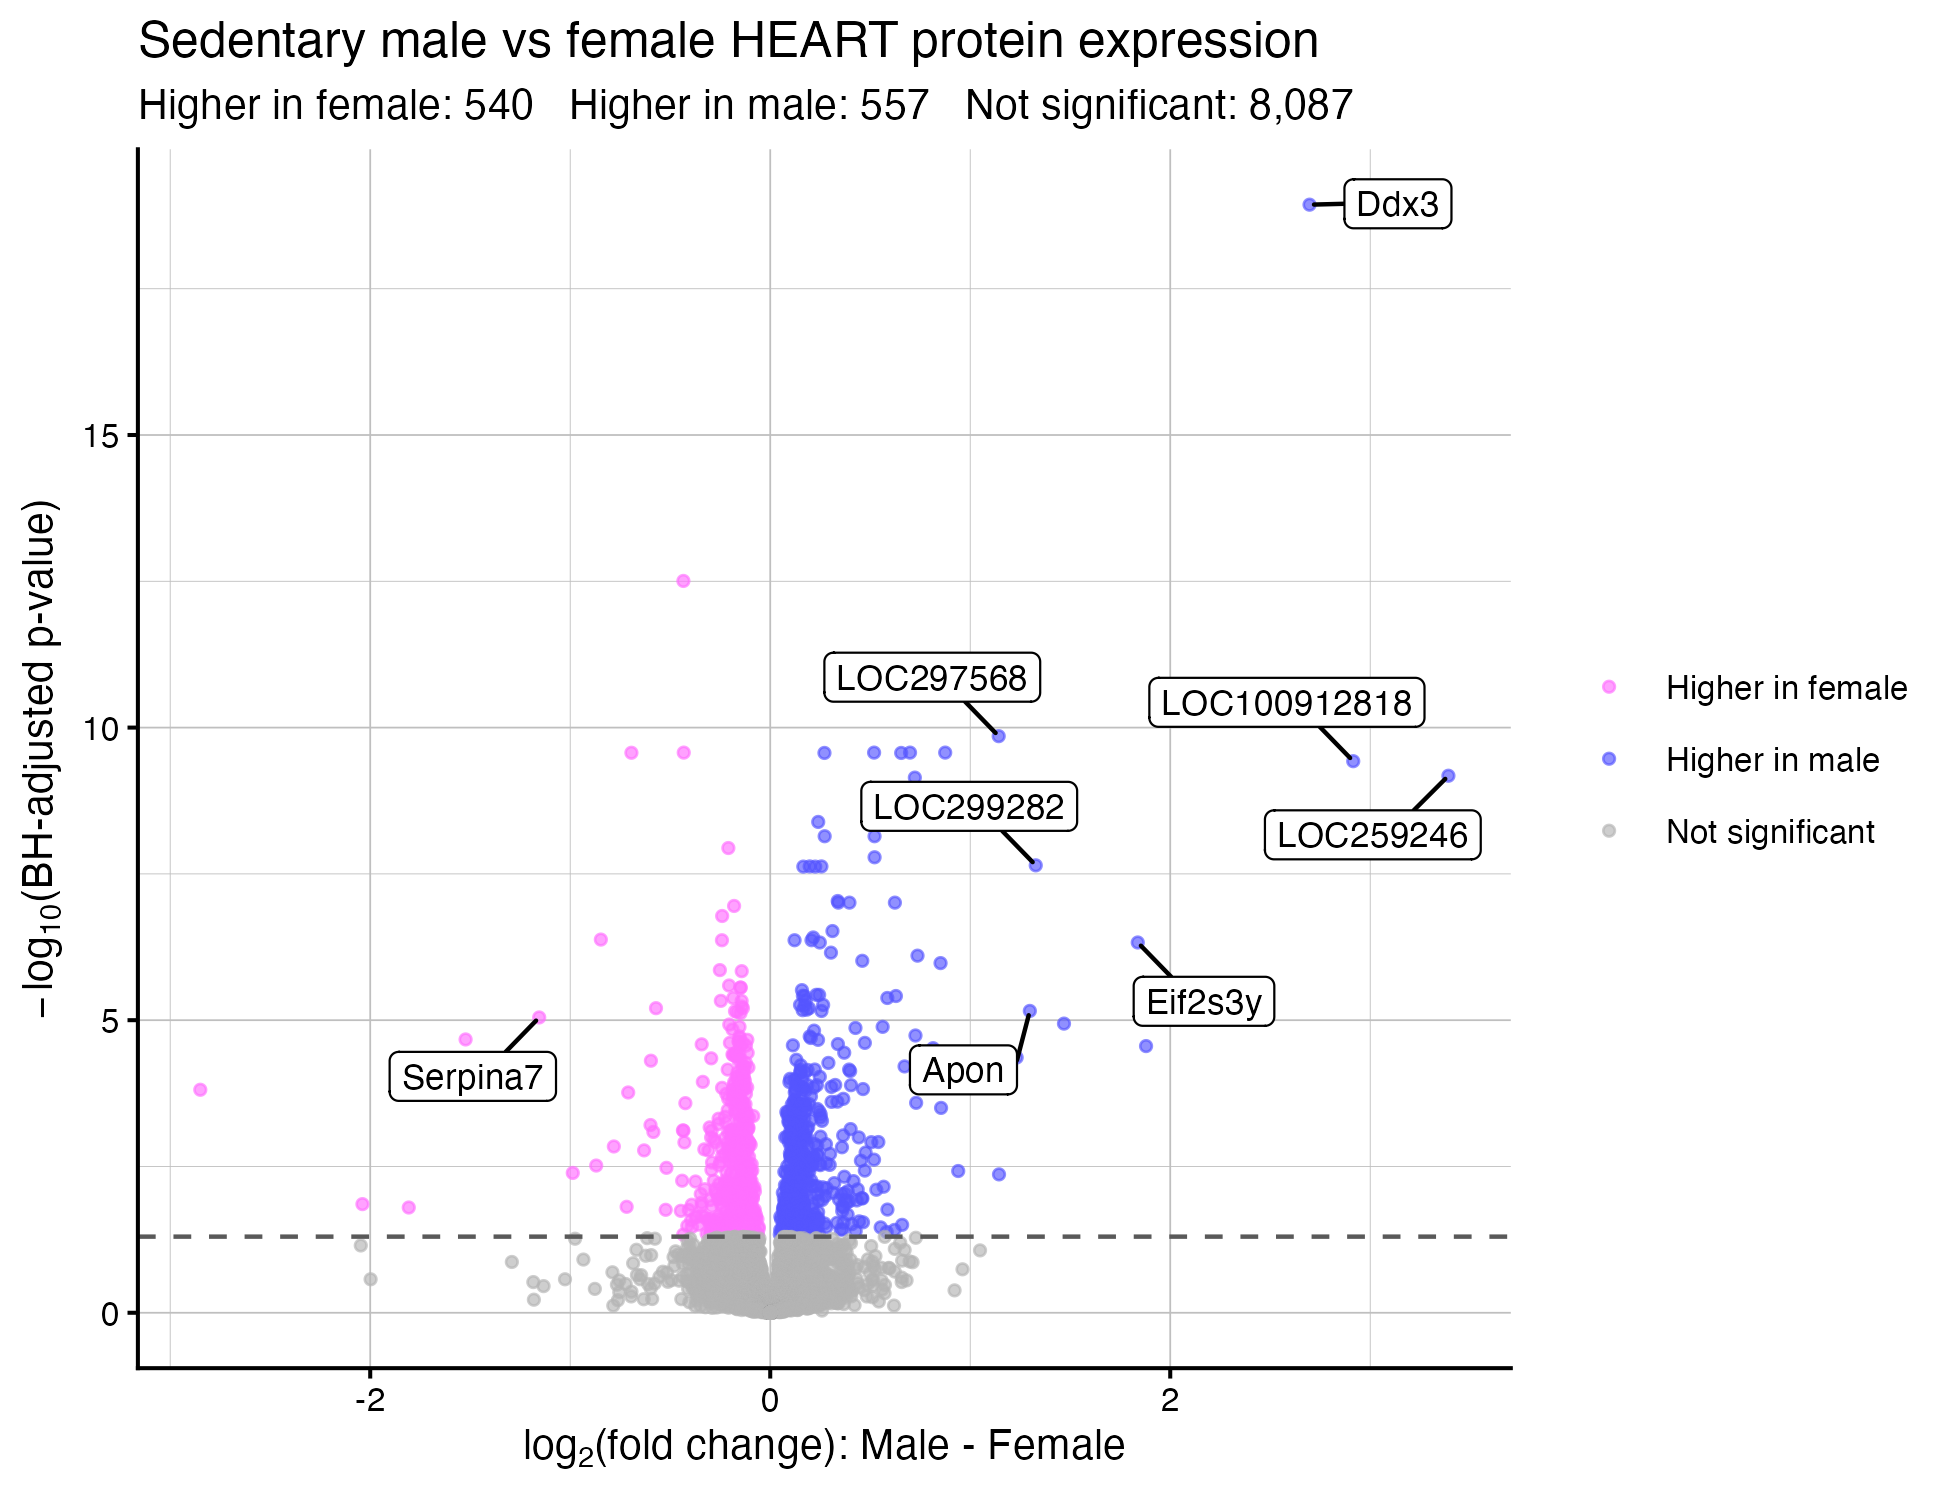 Sedentary male vs female HEART protein expression
Higher in female: 540   Higher in male: 557   Not significant: 8,087
Ddx3
15
LOC297568
LOC100912818
10
LOC299282
LOC259246
Eif2s3y
5
Apon
Serpina7
0
-2
0
2
−log10(BH-adjusted p-value)
log2(fold change): Male - Female
Higher in female
Higher in male
Not significant